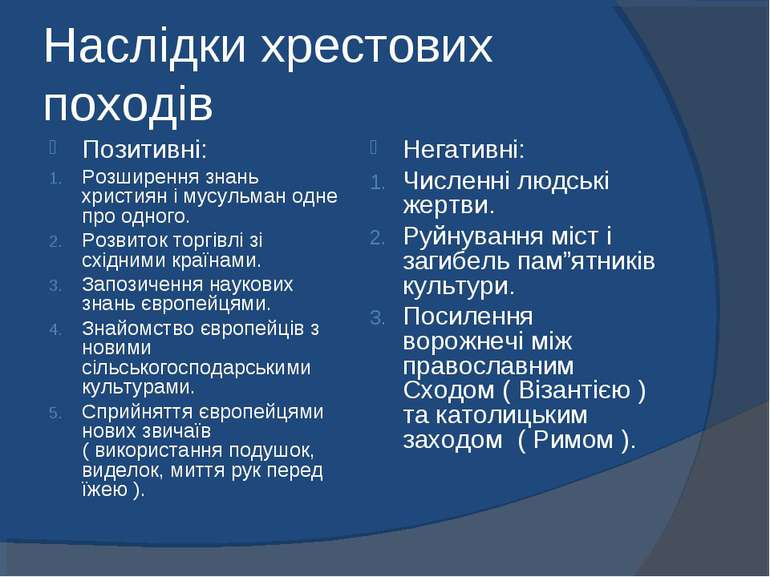 Наслідки хрестових
походів
Позитивні:
1. Розширення знань
християн і мусульман одне
про одного.
2. Розвиток торгівлі зі
східними країнами.
3. Запозичення наукових
знань європейцями.
4. Знайомство європейців з
новими
сільськогосподарськими
культурами.
5. Сприйняття європейцями
нових звичаїв
( використання подушок,
виделок, миття рук перед
їжею ).
Негативні:
1. Численні людські
жертви.
2. Руйнування міст і
загибель пам”ятників
культури.
3. Посилення
ворожнечі між
православним
Сходом ( Візантією )
та католицьким
заходом ( Римом ).